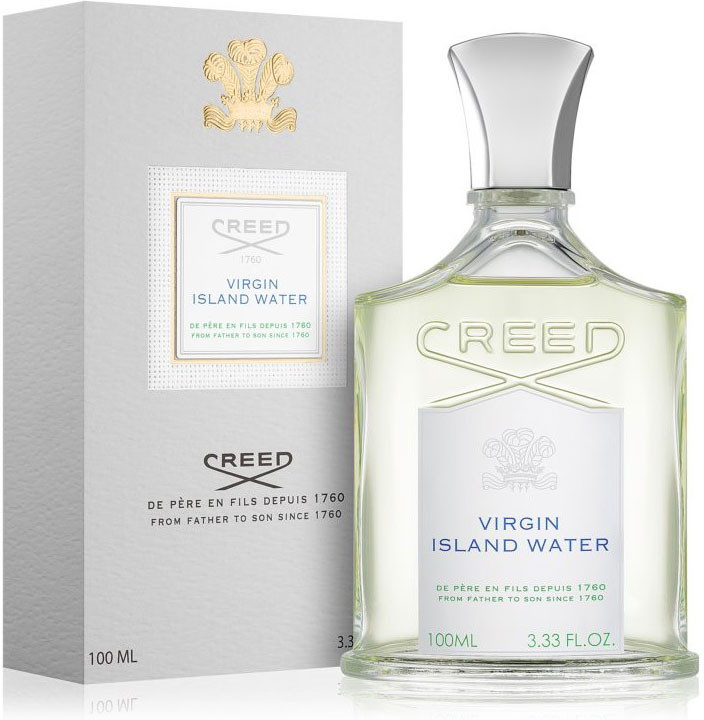 CREED
1760
VIRGIN
ISLAND WATER
DE PÈRE EN FILS DEPUIS 1760
FROM FATHER TO SON SINCE 1760
CREED
DE PÈRE EN FILS DEPUIS 1760
FROM FATHER TO SON SINCE 1760
100 ML
3.3
CREED
VIRGIN
ISLAND WATER
DE PÈRE EN FILS DEPUIS 1760
FROM FATHER TO SON SINCE 1760
100ML 3.33 FL.OZ.